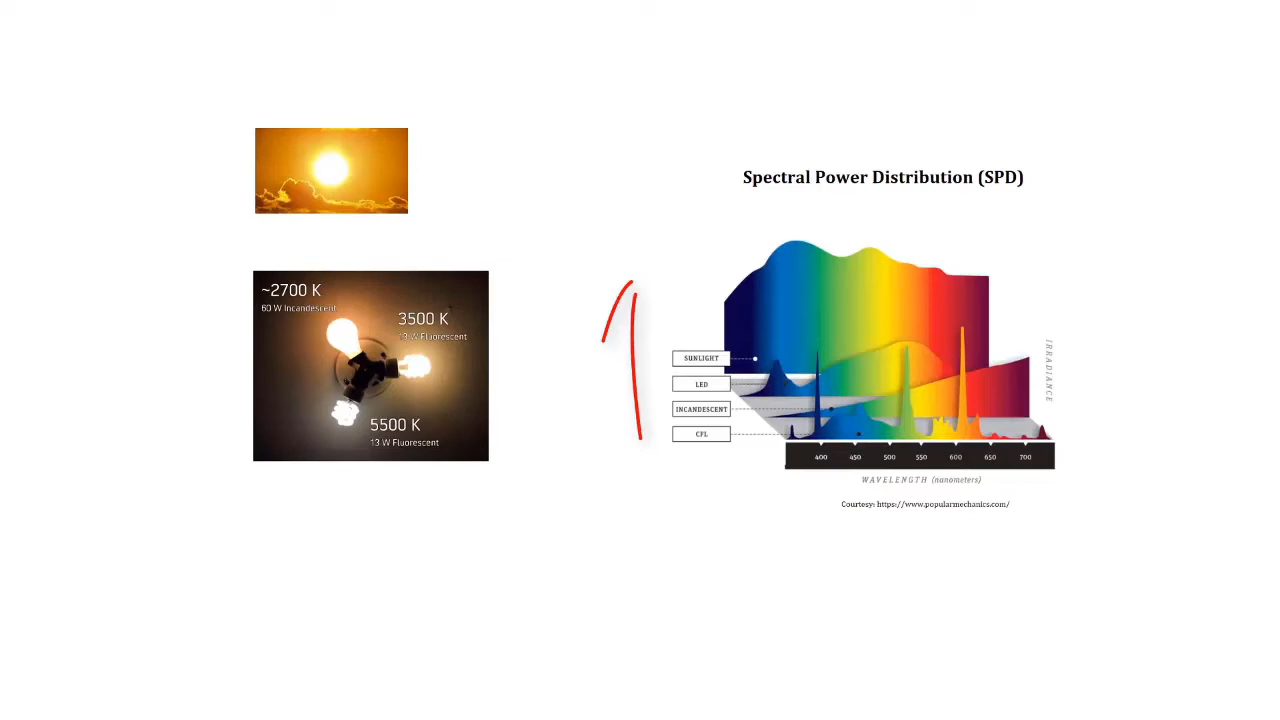 Spectral Power Distribution (SPD)
~2700 K
60 W Incandescent
3500 K
13 W Fluorescent
5500 K
13 W Fluorescent
SUNLIGHT
LED
INCANDESCENT
CFL
IRRADIANCE
400 450 500 550 600 650 700
WAVELENGTH (nanometers)
Courtesy: https://www.popularmechanics.com/